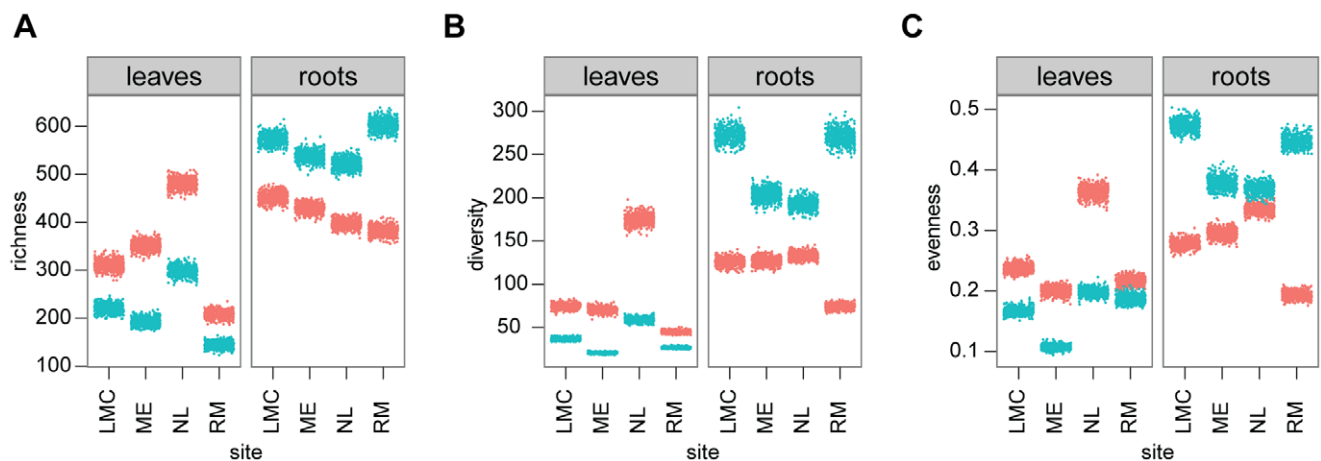 A
leaves
roots
richness
600
500
400
300
200
100
LMC
ME
NL
RM
LMC
ME
NL
RM
site
B
leaves
roots
diversity
300
250
200
150
100
50
LMC
ME
NL
RM
LMC
ME
NL
RM
site
C
leaves
roots
evenness
0.5
0.4
0.3
0.2
0.1
LMC
ME
NL
RM
LMC
ME
NL
RM
site